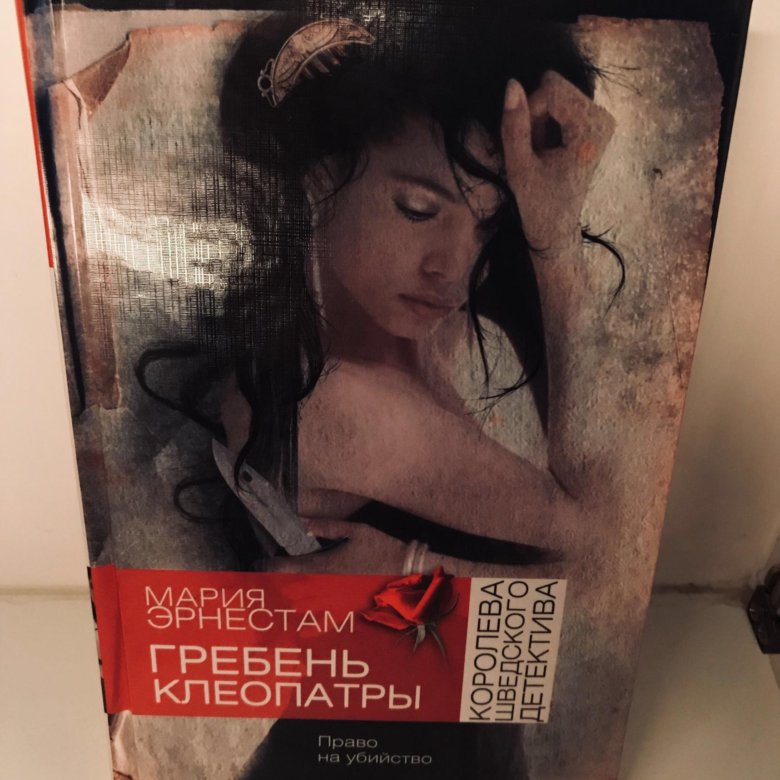 МАРИЯ
ЭРНЕСТАМ
ГРЕБЕНЬ
КЛЕОПАТРЫ
КОРОЛЕВА
ШВЕДСКОГО
ДЕТЕКТИВА
Право
на убийство